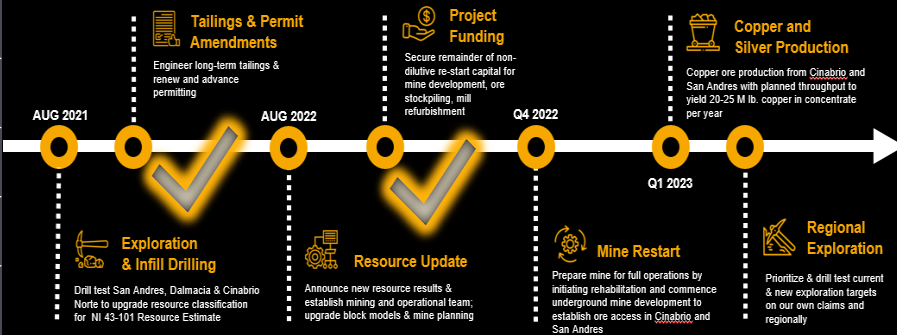 Tailings & Permit
Amendments
Engineer long-term tailings &
renew and advance
permitting
Project
Funding
Secure remainder of non-
dilutive re-start capital for
mine development, ore
stockpiling, mill
refurbishment
Copper and
Silver Production
Copper ore production from Cinabrio and
San Andres with planned throughput to
yield 20-25 M lb. copper in concentrate
per year
AUG 2021
AUG 2022
Q4 2022
Q1 2023
Exploration
& Infill Drilling
Drill test San Andres, Dalmacia & Cinabrio
Norte to upgrade resource classification
for NI 43-101 Resource Estimate
Resource Update
Announce new resource results &
establish mining and operational team;
upgrade block models & mine planning
Mine Restart
Prepare mine for full operations by
initiating rehabilitation and commence
underground mine development to
establish ore access in Cinabrio and
San Andres
Regional
Exploration
Prioritize & drill test current
& new exploration targets
on our own claims and
regionally